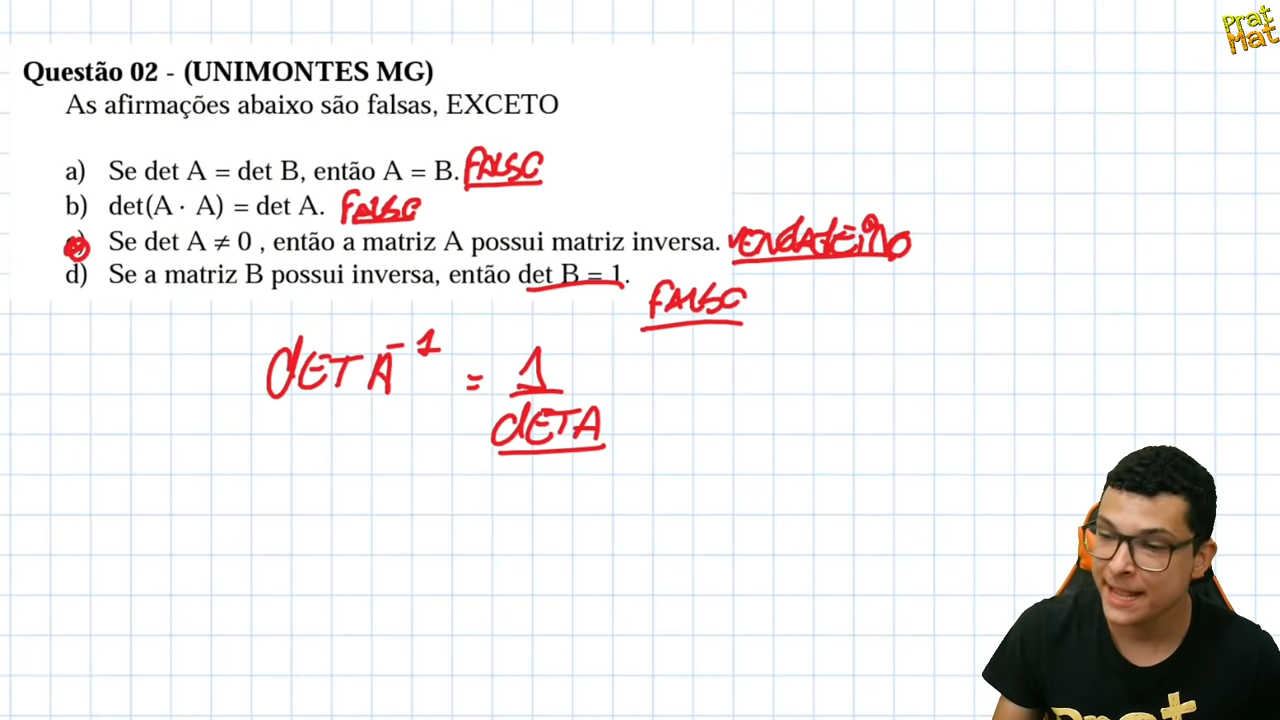 Prat
Mat
Questão 02 - (UNIMONTES MG)
As afirmações abaixo são falsas, EXCETO
a) Se det A = det B, então A = B. FALSO
b) det(A · A) = det A. FALSO
Se det A ≠ 0 , então a matriz A possui matriz inversa. VERDADEIRO
d) Se a matriz B possui inversa, então det B = 1.
FALSO
dET A⁻¹ = 1
dETA
Prat